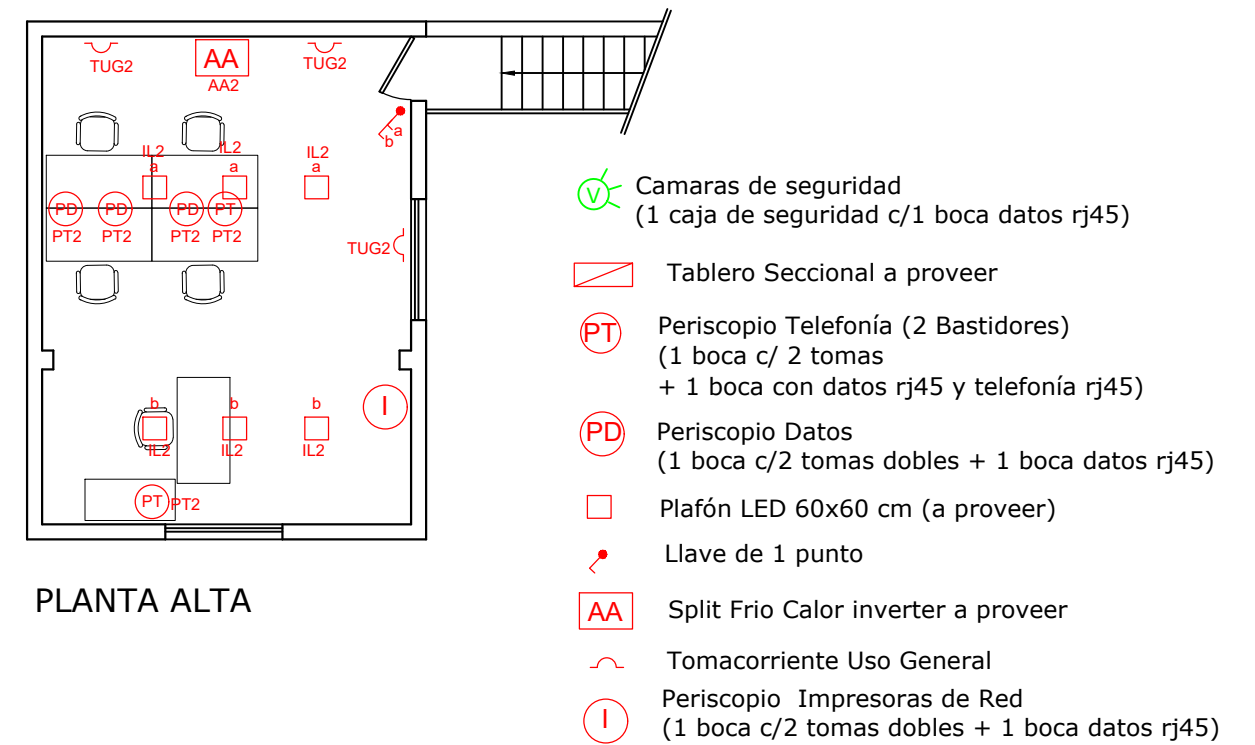 TUG2
AA
AA2
TUG2
b a
IL2
a
IL2
a
IL2
a
PD PD PD PT
PT2 PT2 PT2 PT2
TUG2
b b b
I
IL2 IL2 IL2
PT PT2
PLANTA ALTA
V
Camaras de seguridad
(1 caja de seguridad c/1 boca datos rj45)
Tablero Seccional a proveer
PT
Periscopio Telefonía (2 Bastidores)
(1 boca c/ 2 tomas
+ 1 boca con datos rj45 y telefonía rj45)
PD
Periscopio Datos
(1 boca c/2 tomas dobles + 1 boca datos rj45)
Plafón LED 60x60 cm (a proveer)
Llave de 1 punto
AA
Split Frio Calor inverter a proveer
Tomacorriente Uso General
I
Periscopio Impresoras de Red
(1 boca c/2 tomas dobles + 1 boca datos rj45)